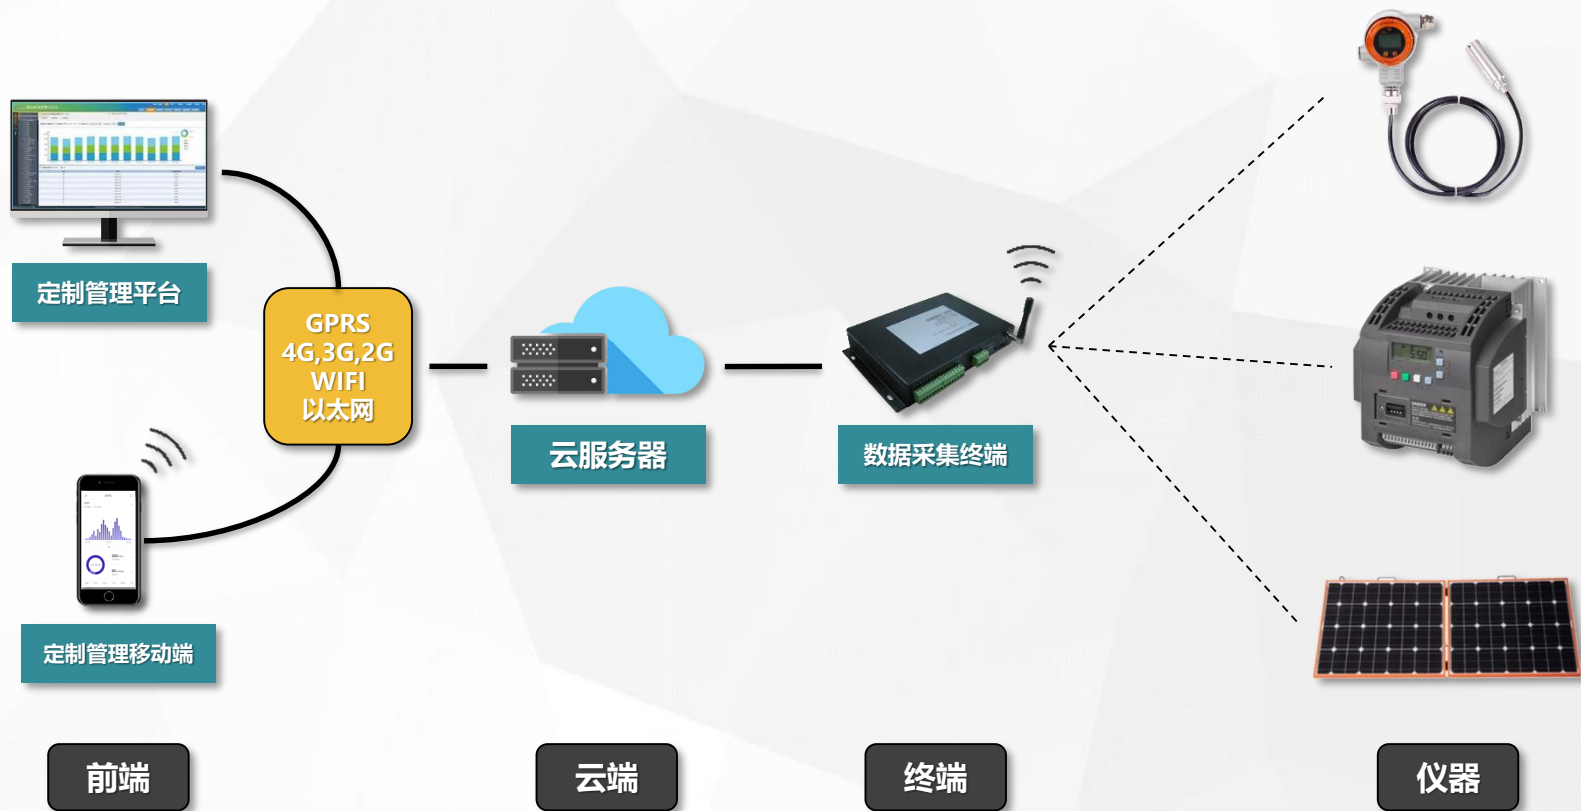 定制管理平台
GPRS
4G,3G,2G
WIFI
以太网
云服务器
数据采集终端
定制管理移动端
前端
云端
终端
仪器